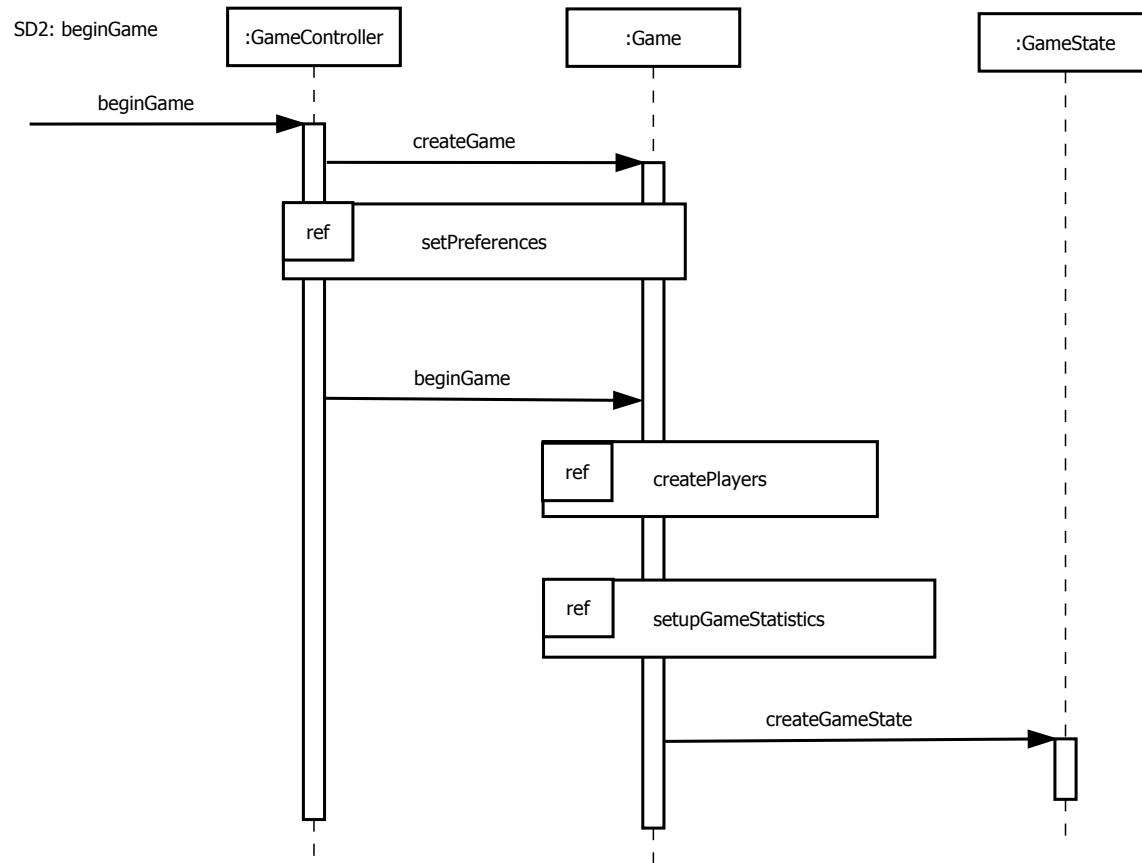 SD2: beginGame
:GameController
:Game
:GameState
beginGame
createGame
ref
setPreferences
beginGame
ref
createPlayers
ref
setupGameStatistics
createGameState